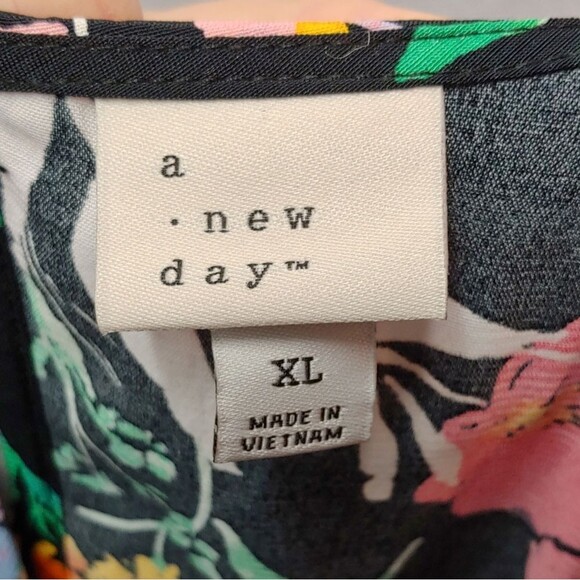 a
· new
day™
XL
MADE IN
VIETNAM